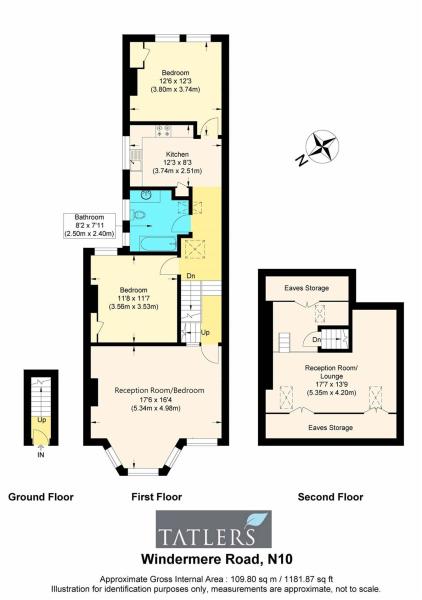 Bedroom
12'6 x 12'3
(3.80m x 3.74m)
Kitchen
12'3 x 8'3
(3.74m x 2.51m)
N
Bathroom
8'2 x 7'11
(2.50m x 2.40m)
Dn
Bedroom
11'8 x 11'7
(3.56m x 3.53m)
Up
Reception Room/Bedroom
17'6 x 16'4
(5.34m x 4.98m)
Eaves Storage
Dn
Reception Room/
Lounge
17'7 x 13'9
(5.35m x 4.20m)
Eaves Storage
Up
IN
Ground Floor
First Floor
Second Floor
TATLERS
Windermere Road, N10
Approximate Gross Internal Area : 109.80 sq m / 1181.87 sq ft
Illustration for identification purposes only, measurements are approximate, not to scale.